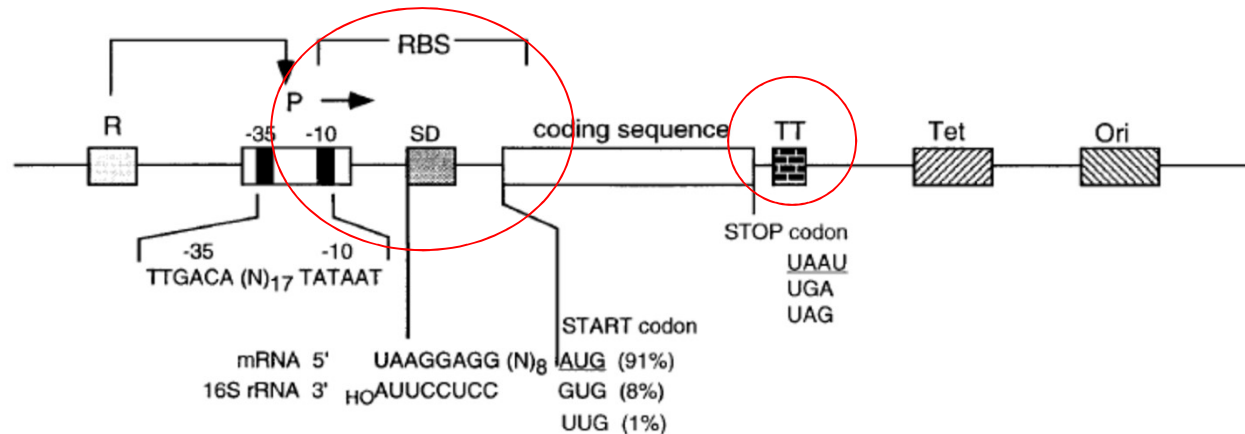 RBS
P
R -35 -10 SD coding sequence TT Tet Ori
-35 -10
TTGACA (N)17 TATAAT
STOP codon
UAAU
UGA
UAG
START codon
mRNA 5' UAAGGAGG (N)8 AUG (91%)
16S rRNA 3' HOAUUCCUCC GUG (8%)
UUG (1%)